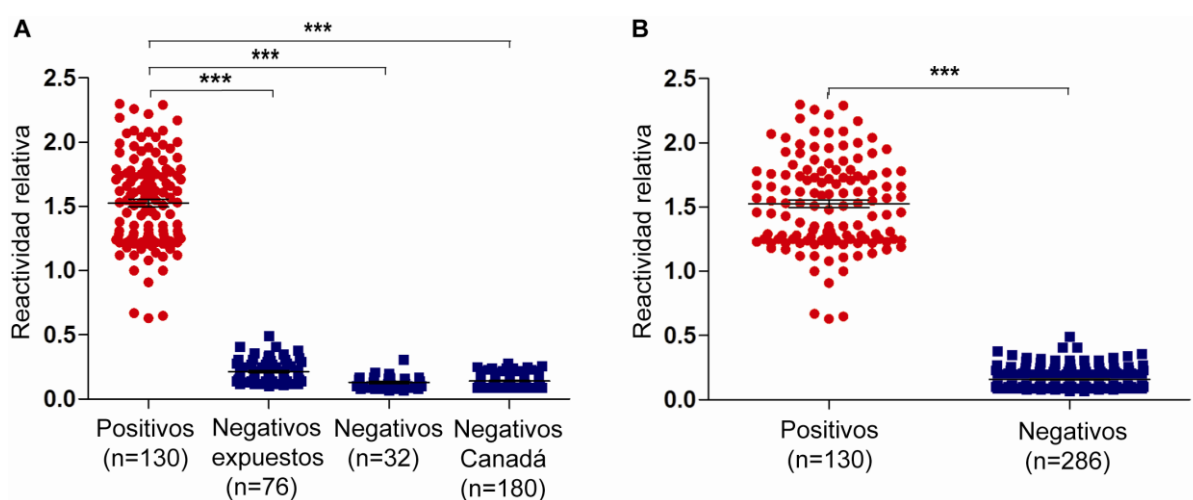 A
***
***
***
Reactividad relativa
2.5
2.0
1.5
1.0
0.5
0.0
Positivos
(n=130)
Negativos
expuestos
(n=76)
Negativos
(n=32)
Negativos
Canadá
(n=180)
B
***
Reactividad relativa
2.5
2.0
1.5
1.0
0.5
0.0
Positivos
(n=130)
Negativos
(n=286)